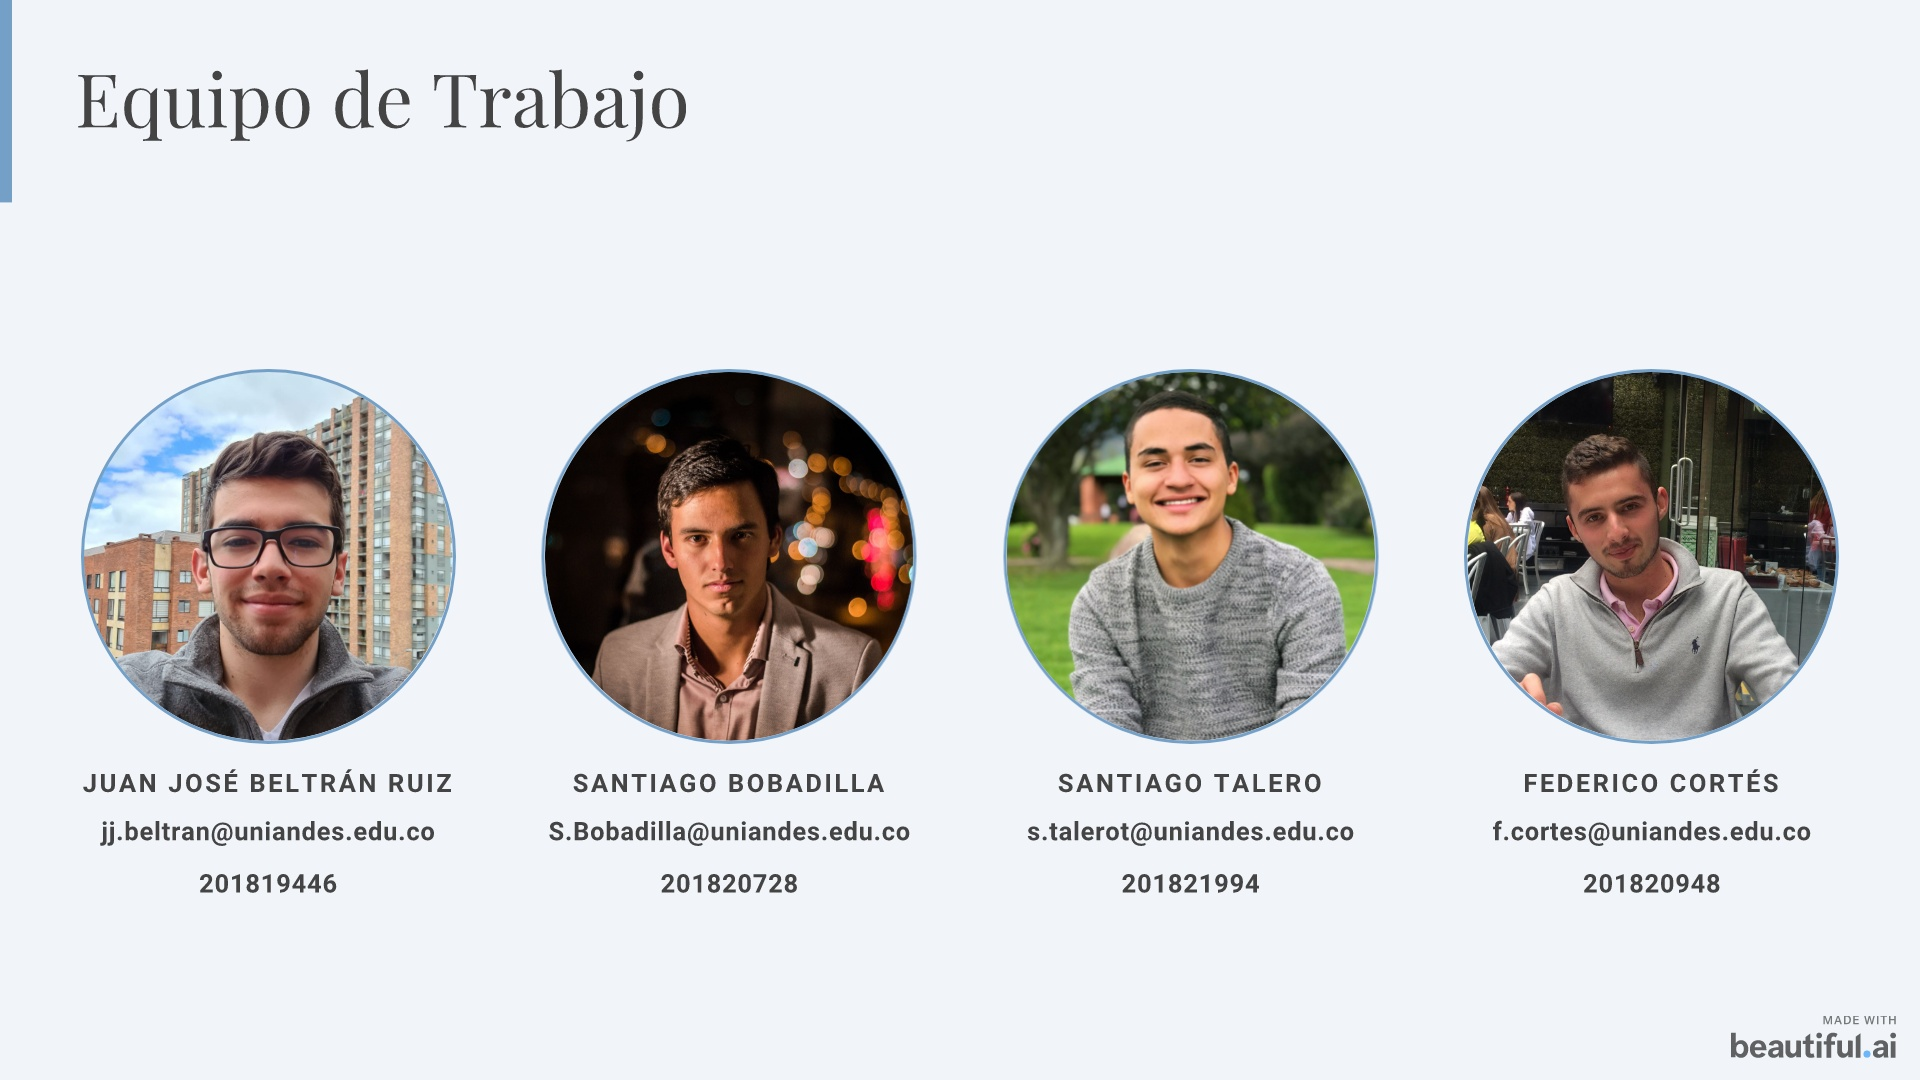 Equipo de Trabajo
JUAN JOSÉ BELTRÁN RUIZ
jj.beltran@uniandes.edu.co
201819446
SANTIAGO BOBADILLA
S.Bobadilla@uniandes.edu.co
201820728
SANTIAGO TALERO
s.talerot@uniandes.edu.co
201821994
FEDERICO CORTÉS
f.cortes@uniandes.edu.co
201820948
MADE WITH
beautiful.ai